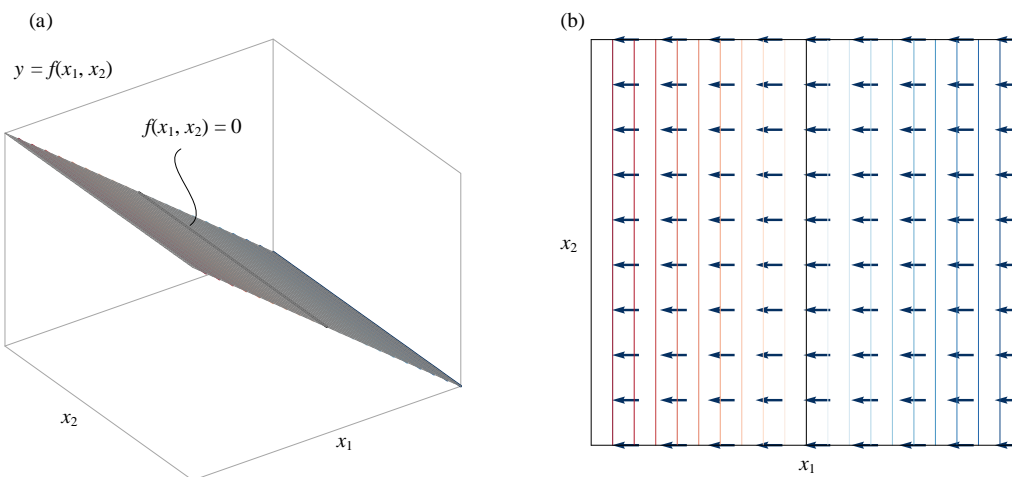 (a)
y = f(x₁, x₂)
f(x₁, x₂) = 0
x₂
x₁
(b)
x₂
x₁